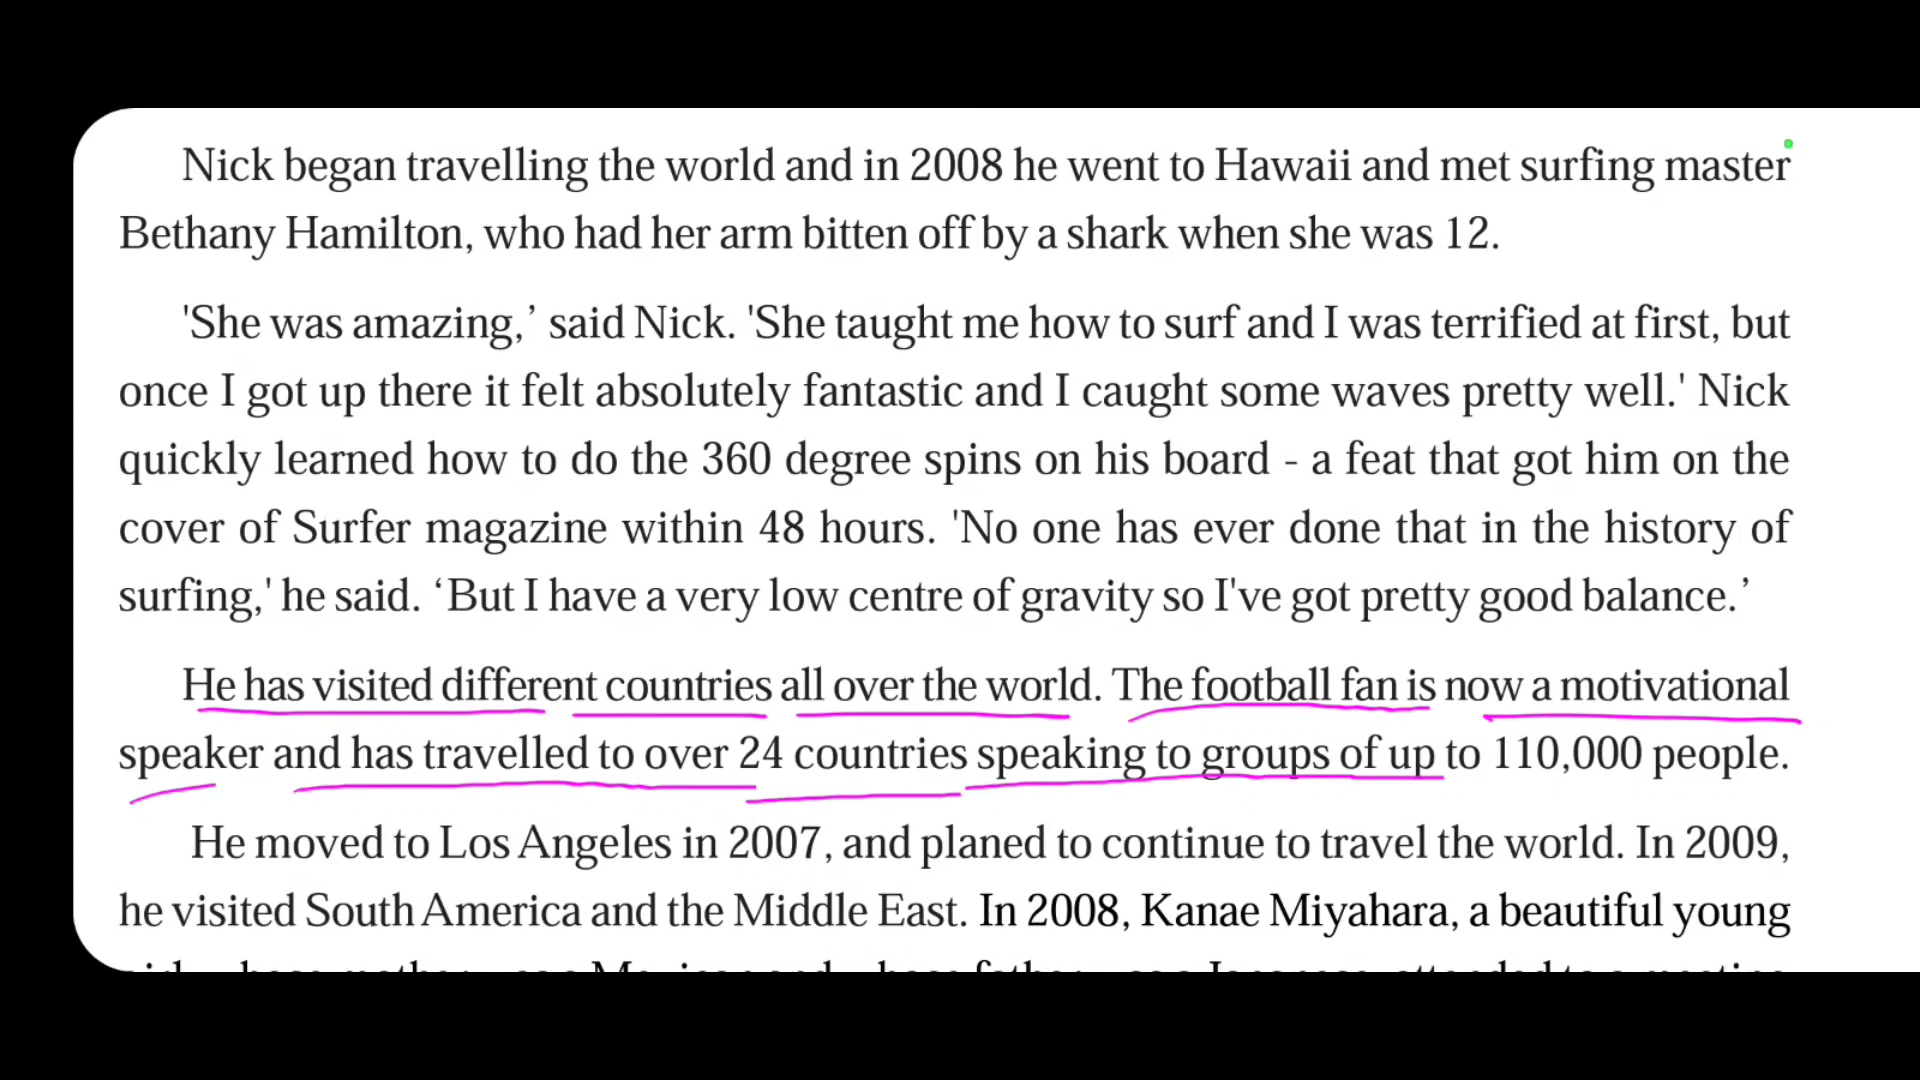 Nick began travelling the world and in 2008 he went to Hawaii and met surfing master
Bethany Hamilton, who had her arm bitten off by a shark when she was 12.
'She was amazing,’ said Nick. 'She taught me how to surf and I was terrified at first, but
once I got up there it felt absolutely fantastic and I caught some waves pretty well.' Nick
quickly learned how to do the 360 degree spins on his board - a feat that got him on the
cover of Surfer magazine within 48 hours. 'No one has ever done that in the history of
surfing,' he said. ‘But I have a very low centre of gravity so I've got pretty good balance.’
He has visited different countries all over the world. The football fan is now a motivational
speaker and has travelled to over 24 countries speaking to groups of up to 110,000 people.
He moved to Los Angeles in 2007, and planed to continue to travel the world. In 2009,
he visited South America and the Middle East. In 2008, Kanae Miyahara, a beautiful young